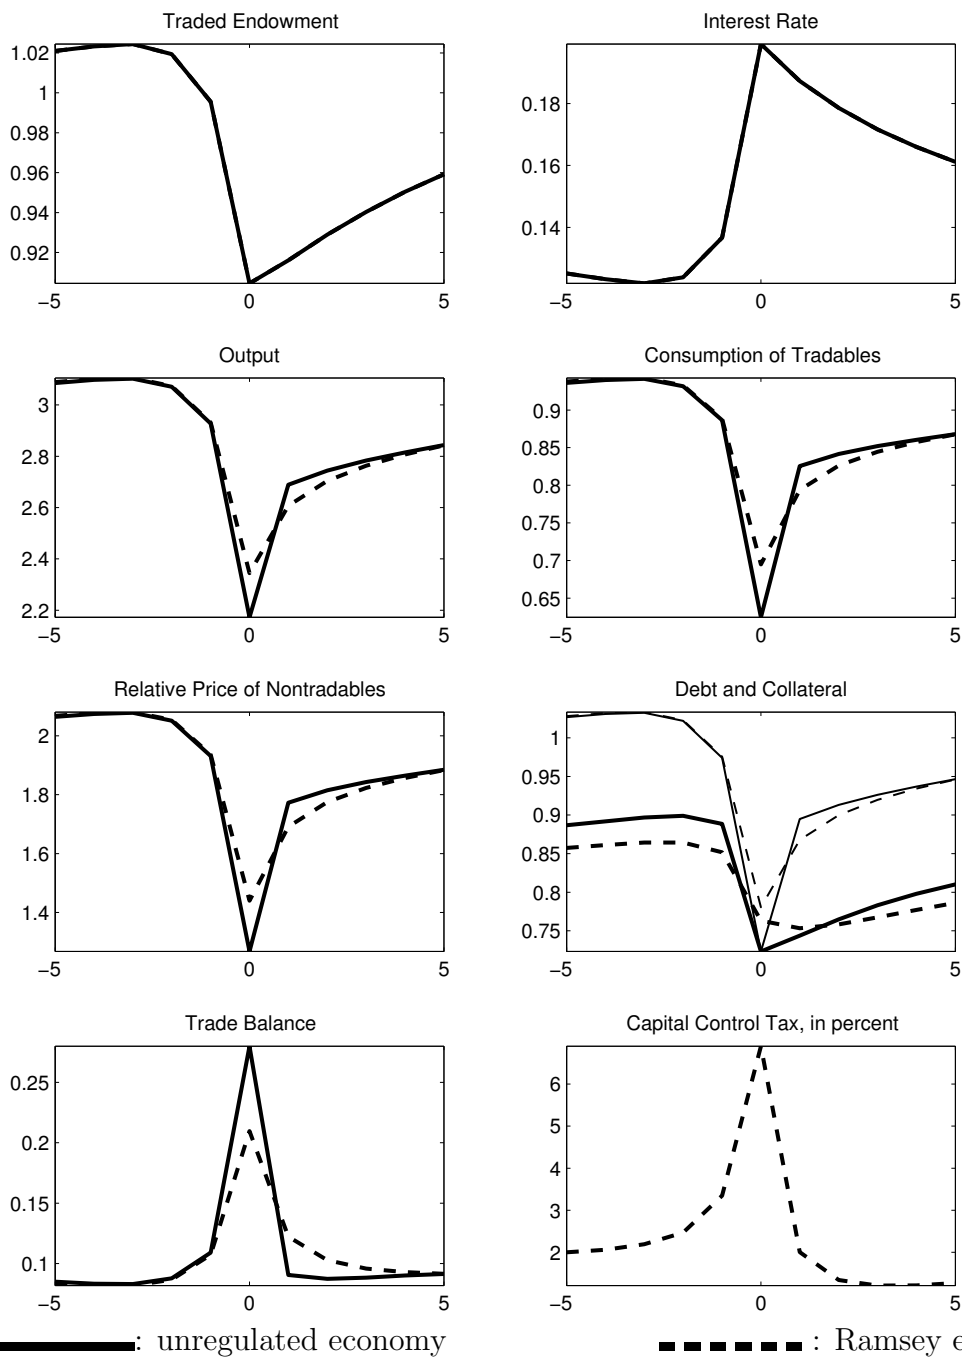 Traded Endowment
1.02
1
0.98
0.96
0.94
0.92
−5 0 5
Interest Rate
0.18
0.16
0.14
−5 0 5
Output
3
2.8
2.6
2.4
2.2
−5 0 5
Consumption of Tradables
0.9
0.85
0.8
0.75
0.7
0.65
−5 0 5
Relative Price of Nontradables
2
1.8
1.6
1.4
−5 0 5
Debt and Collateral
1
0.95
0.9
0.85
0.8
0.75
−5 0 5
Trade Balance
0.25
0.2
0.15
0.1
−5 0 5
Capital Control Tax, in percent
6
5
4
3
2
−5 0 5
: unregulated economy
: Ramsey e